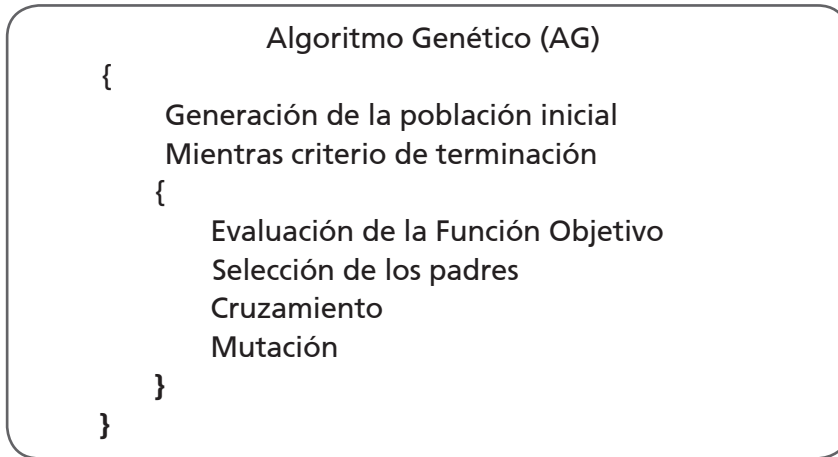 Algoritmo Genético (AG)
{
Generación de la población inicial
Mientras criterio de terminación
{
Evaluación de la Función Objetivo
Selección de los padres
Cruzamiento
Mutación
}
}